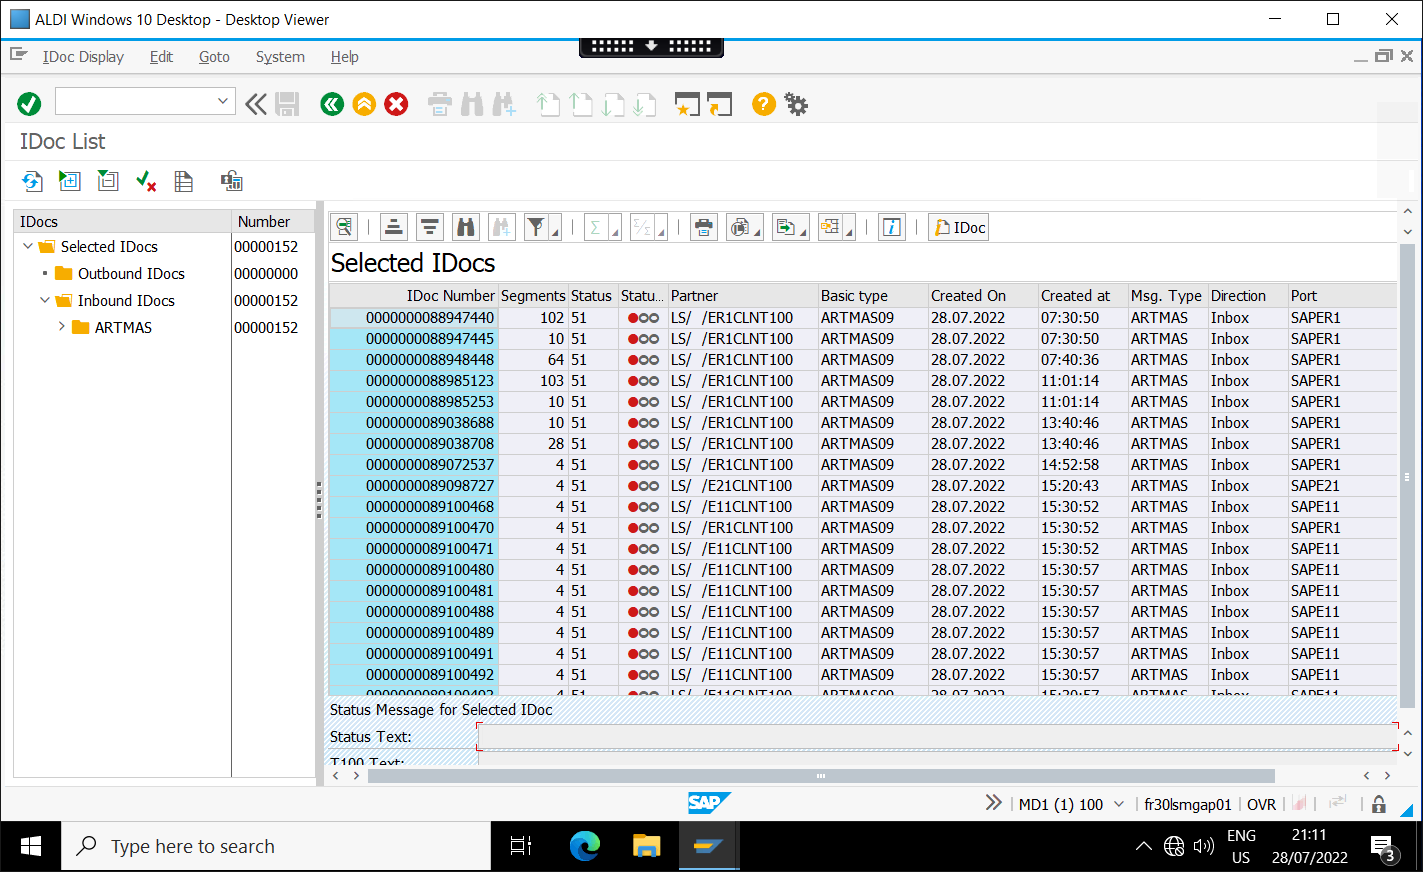 ALDI Windows 10 Desktop - Desktop Viewer
IDoc Display Edit Goto System Help
IDoc List
IDocs Number
Selected IDocs 00000152
Outbound IDocs 00000000
Inbound IDocs 00000152
ARTMAS 00000152
IDoc
Selected IDocs
IDoc Number Segments Status Statu... Partner Basic type Created On Created at Msg. Type Direction Port
0000000088947440 102 51 LS/ /ER1CLNT100 ARTMAS09 28.07.2022 07:30:50 ARTMAS Inbox SAPER1
0000000088947445 10 51 LS/ /ER1CLNT100 ARTMAS09 28.07.2022 07:30:50 ARTMAS Inbox SAPER1
0000000088948448 64 51 LS/ /ER1CLNT100 ARTMAS09 28.07.2022 07:40:36 ARTMAS Inbox SAPER1
0000000088985123 103 51 LS/ /ER1CLNT100 ARTMAS09 28.07.2022 11:01:14 ARTMAS Inbox SAPER1
0000000088985253 10 51 LS/ /ER1CLNT100 ARTMAS09 28.07.2022 11:01:14 ARTMAS Inbox SAPER1
0000000089038688 10 51 LS/ /ER1CLNT100 ARTMAS09 28.07.2022 13:40:46 ARTMAS Inbox SAPER1
0000000089038708 28 51 LS/ /ER1CLNT100 ARTMAS09 28.07.2022 13:40:46 ARTMAS Inbox SAPER1
0000000089072537 4 51 LS/ /ER1CLNT100 ARTMAS09 28.07.2022 14:52:58 ARTMAS Inbox SAPER1
0000000089098727 4 51 LS/ /E21CLNT100 ARTMAS09 28.07.2022 15:20:43 ARTMAS Inbox SAPE21
0000000089100468 4 51 LS/ /E11CLNT100 ARTMAS09 28.07.2022 15:30:52 ARTMAS Inbox SAPE11
0000000089100470 4 51 LS/ /ER1CLNT100 ARTMAS09 28.07.2022 15:30:52 ARTMAS Inbox SAPER1
0000000089100471 4 51 LS/ /E11CLNT100 ARTMAS09 28.07.2022 15:30:52 ARTMAS Inbox SAPE11
0000000089100480 4 51 LS/ /E11CLNT100 ARTMAS09 28.07.2022 15:30:57 ARTMAS Inbox SAPE11
0000000089100481 4 51 LS/ /E11CLNT100 ARTMAS09 28.07.2022 15:30:57 ARTMAS Inbox SAPE11
0000000089100488 4 51 LS/ /E11CLNT100 ARTMAS09 28.07.2022 15:30:57 ARTMAS Inbox SAPE11
0000000089100489 4 51 LS/ /E11CLNT100 ARTMAS09 28.07.2022 15:30:57 ARTMAS Inbox SAPE11
0000000089100491 4 51 LS/ /E11CLNT100 ARTMAS09 28.07.2022 15:30:57 ARTMAS Inbox SAPE11
0000000089100492 4 51 LS/ /E11CLNT100 ARTMAS09 28.07.2022 15:30:57 ARTMAS Inbox SAPE11
Status Message for Selected IDoc
Status Text:
T100 Text:
SAP MD1 (1) 100 fr30lsmgap01 OVR
Type here to search
ENG 21:11
US 28/07/2022 3